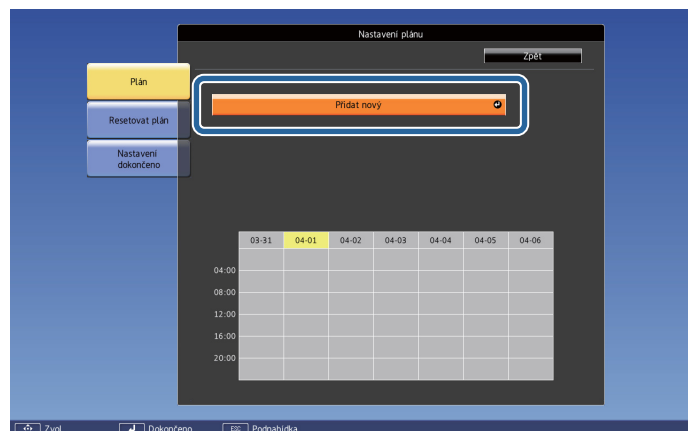 Nastavení plánu
Zpět
Plán
Přidat nový
Resetovat plán
Nastavení
dokončeno
03-31 04-01 04-02 04-03 04-04 04-05 04-06
04:00
08:00
12:00
16:00
20:00
Zvol Dokončeno ESC Podnabídka